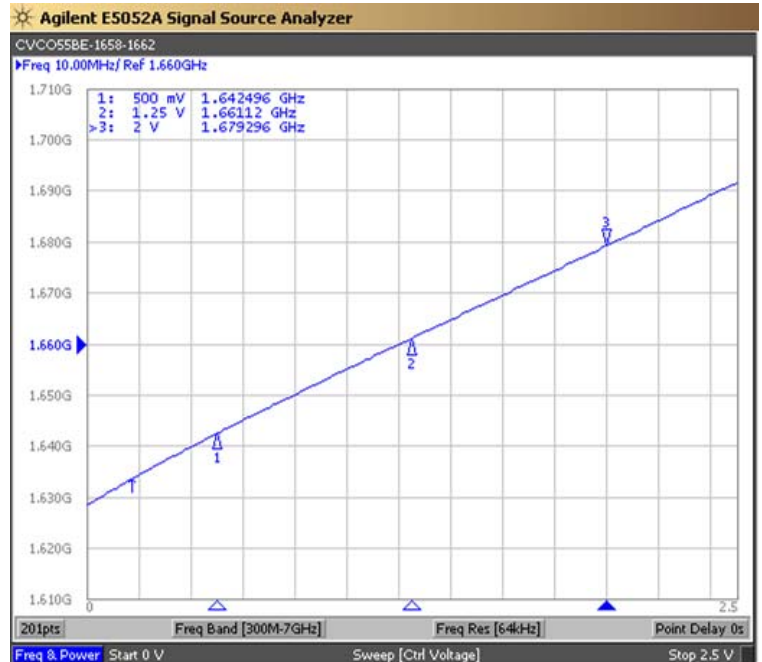 Agilent E5052A Signal Source Analyzer
CVCO55BE-1658-1662
Freq 10.00MHz/ Ref 1.660GHz
1.710G
1: 500 mV 1.642496 GHz
2: 1.25 V 1.66112 GHz
>3: 2 V 1.679296 GHz
1.700G
1.690G
3
1.680G
1.670G
1.660G
2
1.650G
1.640G
1
1.630G
1.620G
1.610G
0 2.5
201pts Freq Band [300M-7GHz] Freq Res [64kHz] Point Delay 0s
Freq & Power Start 0 V Sweep [Ctrl Voltage] Stop 2.5 V